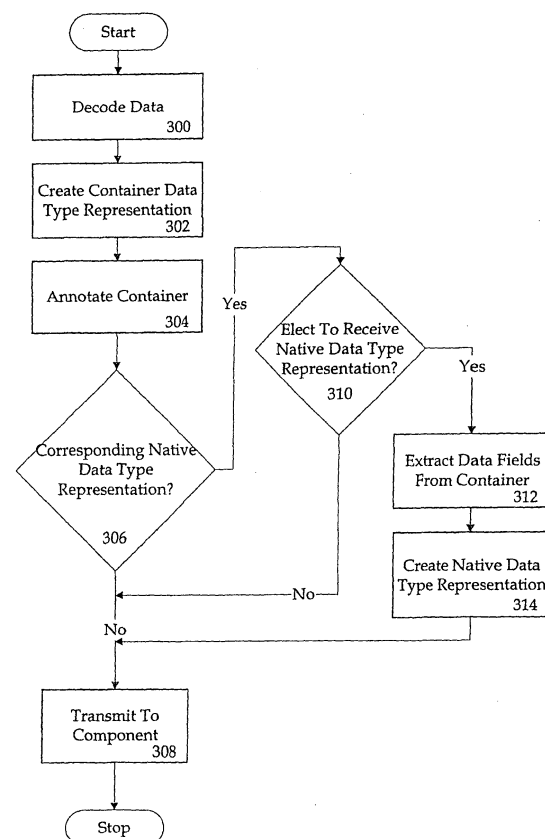 Start
Decode Data
300
Create Container Data
Type Representation
302
Annotate Container
304
Yes
Elect To Receive
Native Data Type
Representation?
310
Yes
Corresponding Native
Data Type
Representation?
306
Extract Data Fields
From Container
312
Create Native Data
Type Representation
314
No
No
Transmit To
Component
308
Stop